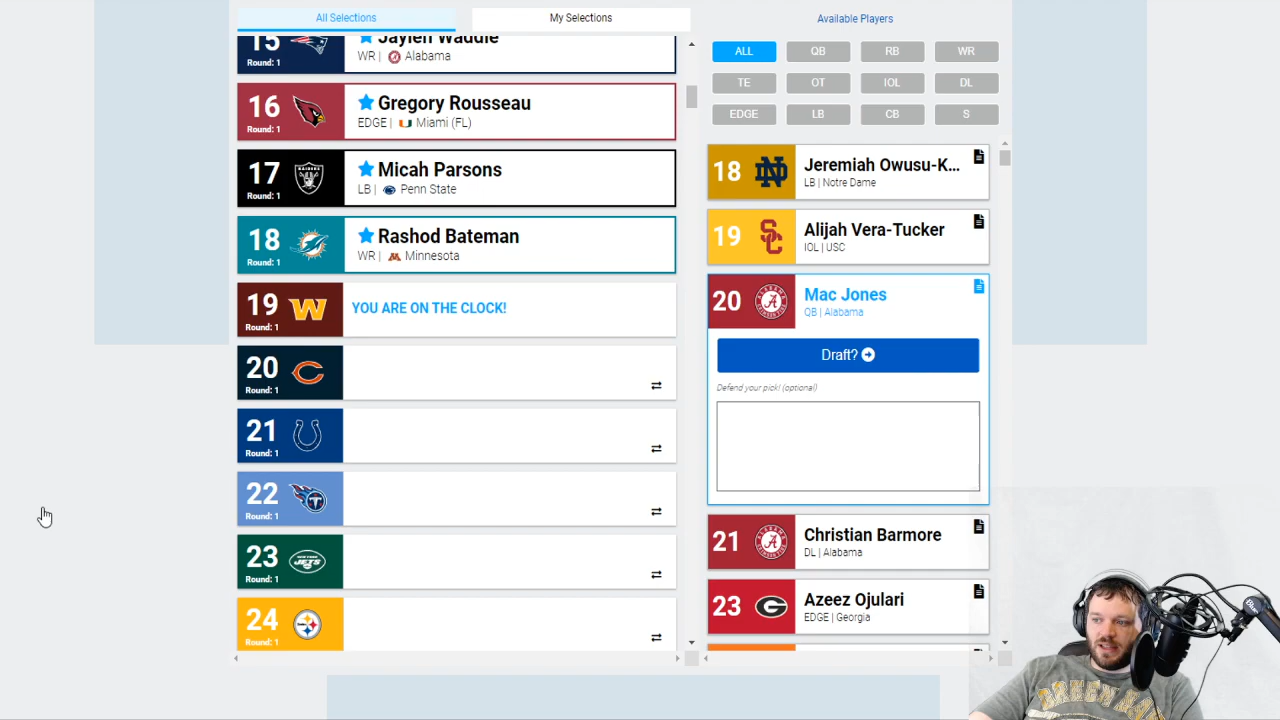 All Selections
My Selections
Available Players
15
Round: 1
Jaylen Waddle
WR | Alabama
16
Round: 1
Gregory Rousseau
EDGE | Miami (FL)
17
Round: 1
Micah Parsons
LB | Penn State
18
Round: 1
Rashod Bateman
WR | Minnesota
19
Round: 1
YOU ARE ON THE CLOCK!
20
Round: 1
21
Round: 1
22
Round: 1
23
Round: 1
24
Round: 1
ALL
QB
RB
WR
TE
OT
IOL
DL
EDGE
LB
CB
S
18
Jeremiah Owusu-K...
LB | Notre Dame
19
Alijah Vera-Tucker
IOL | USC
20
Mac Jones
QB | Alabama
Draft?
Defend your pick! (optional)
21
Christian Barmore
DL | Alabama
23
Azeez Ojulari
EDGE | Georgia